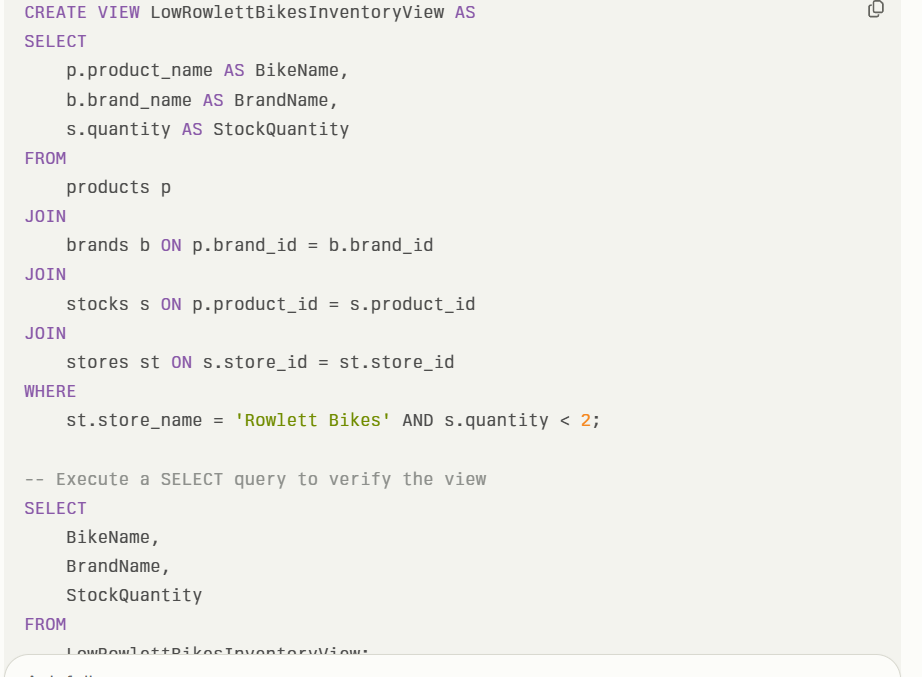 CREATE VIEW LowRowlettBikesInventoryView AS
SELECT
    p.product_name AS BikeName,
    b.brand_name AS BrandName,
    s.quantity AS StockQuantity
FROM
    products p
JOIN
    brands b ON p.brand_id = b.brand_id
JOIN
    stocks s ON p.product_id = s.product_id
JOIN
    stores st ON s.store_id = st.store_id
WHERE
    st.store_name = 'Rowlett Bikes' AND s.quantity < 2;
-- Execute a SELECT query to verify the view
SELECT
    BikeName,
    BrandName,
    StockQuantity
FROM
    LowRowlettBikesInventoryView;